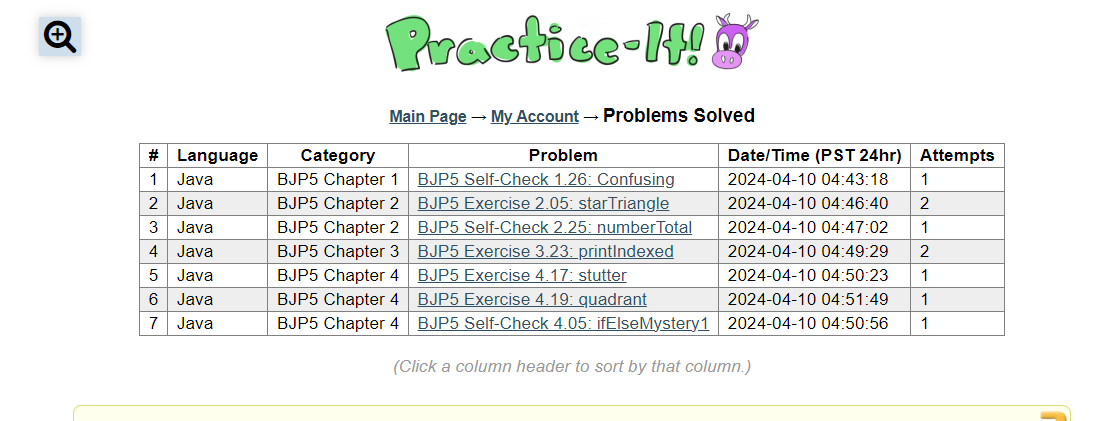 Practice-It!
Main Page → My Account → Problems Solved
# Language Category Problem Date/Time (PST 24hr) Attempts
1 Java BJP5 Chapter 1 BJP5 Self-Check 1.26: Confusing 2024-04-10 04:43:18 1
2 Java BJP5 Chapter 2 BJP5 Exercise 2.05: starTriangle 2024-04-10 04:46:40 2
3 Java BJP5 Chapter 2 BJP5 Self-Check 2.25: numberTotal 2024-04-10 04:47:02 1
4 Java BJP5 Chapter 3 BJP5 Exercise 3.23: printIndexed 2024-04-10 04:49:29 2
5 Java BJP5 Chapter 4 BJP5 Exercise 4.17: stutter 2024-04-10 04:50:23 1
6 Java BJP5 Chapter 4 BJP5 Exercise 4.19: quadrant 2024-04-10 04:51:49 1
7 Java BJP5 Chapter 4 BJP5 Self-Check 4.05: ifElseMystery1 2024-04-10 04:50:56 1
(Click a column header to sort by that column.)